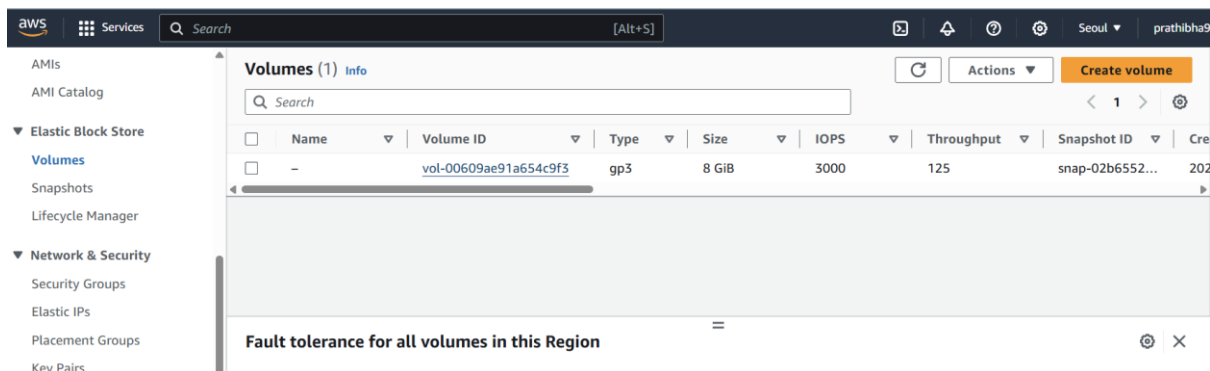 aws Services Search [Alt+S] Seoul prathibha9
AMIs
AMI Catalog
Elastic Block Store
Volumes
Snapshots
Lifecycle Manager
Network & Security
Security Groups
Elastic IPs
Placement Groups
Key Pairs
Volumes (1) Info Actions Create volume
Search 1
Name Volume ID Type Size IOPS Throughput Snapshot ID Cre
– vol-00609ae91a654c9f3 gp3 8 GiB 3000 125 snap-02b6552... 202
Fault tolerance for all volumes in this Region